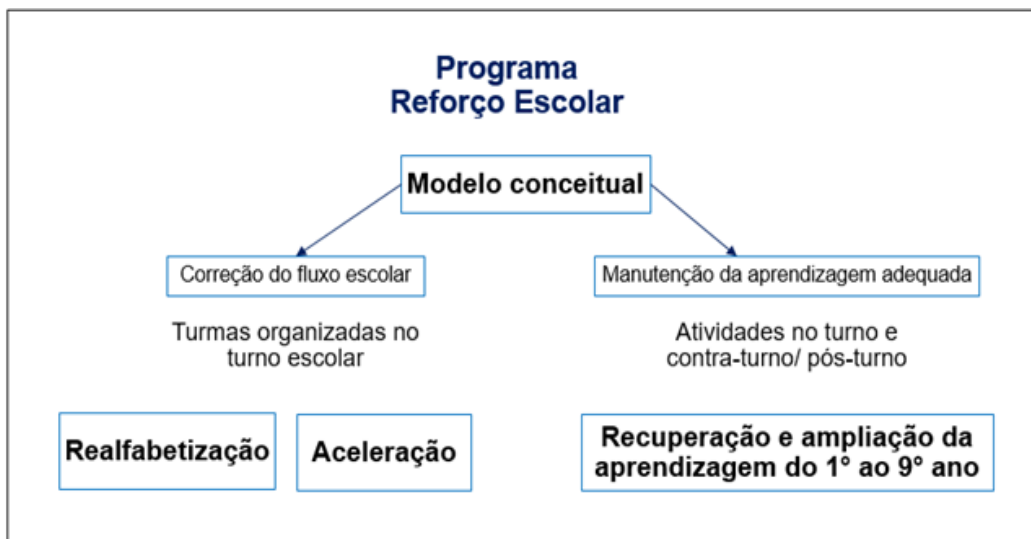 Programa
Reforço Escolar
Modelo conceitual
Correção do fluxo escolar
Manutenção da aprendizagem adequada
Turmas organizadas no
turno escolar
Atividades no turno e
contra-turno/ pós-turno
Realfabetização
Aceleração
Recuperação e ampliação da
aprendizagem do 1° ao 9° ano